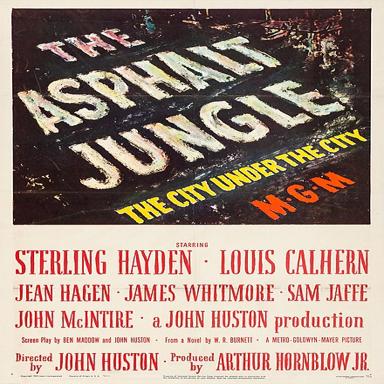 THE
ASPHALT
JUNGLE
THE CITY UNDER THE CITY
M-G-M
STARRING
STERLING HAYDEN · LOUIS CALHERN
JEAN HAGEN · JAMES WHITMORE · SAM JAFFE
JOHN McINTIRE · a JOHN HUSTON production
Screen Play by BEN MADDOW and JOHN HUSTON · From a Novel by W. R. BURNETT · A METRO-GOLDWYN-MAYER PICTURE
Directed by JOHN HUSTON · Produced by ARTHUR HORNBLOW JR.